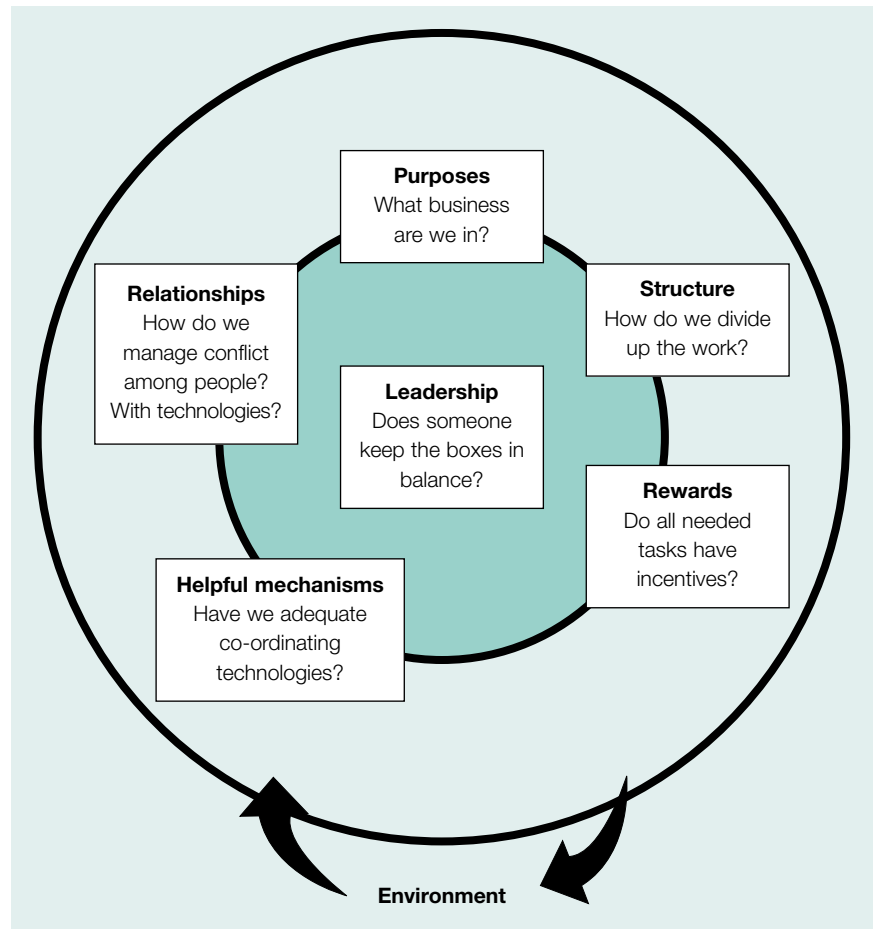 Purposes
What business
are we in?
Relationships
How do we
manage conflict
among people?
With technologies?
Structure
How do we divide
up the work?
Leadership
Does someone
keep the boxes in
balance?
Rewards
Do all needed
tasks have
incentives?
Helpful mechanisms
Have we adequate
co-ordinating
technologies?
Environment